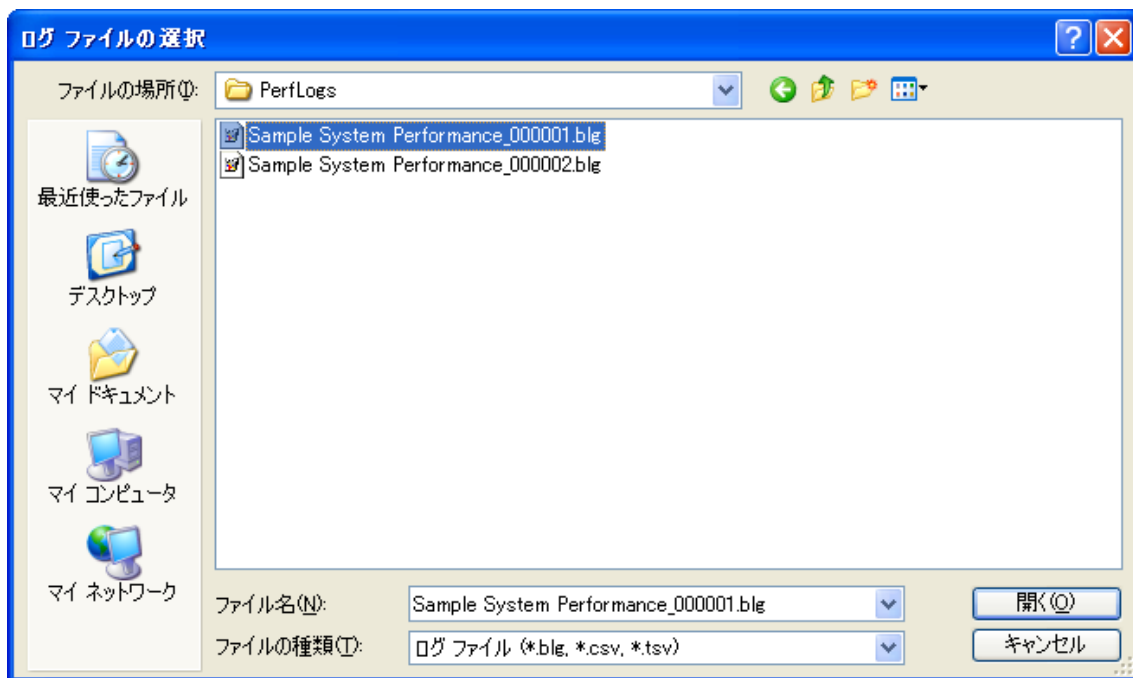 ログ ファイルの選択
ファイルの場所(I):
PerfLogs
最近使ったファイル
デスクトップ
マイ ドキュメント
マイ コンピュータ
マイ ネットワーク
Sample System Performance_000001.blg
Sample System Performance_000002.blg
ファイル名(N):
Sample System Performance_000001.blg
開く(O)
ファイルの種類(T):
ログ ファイル (*.blg, *.csv, *.tsv)
キャンセル